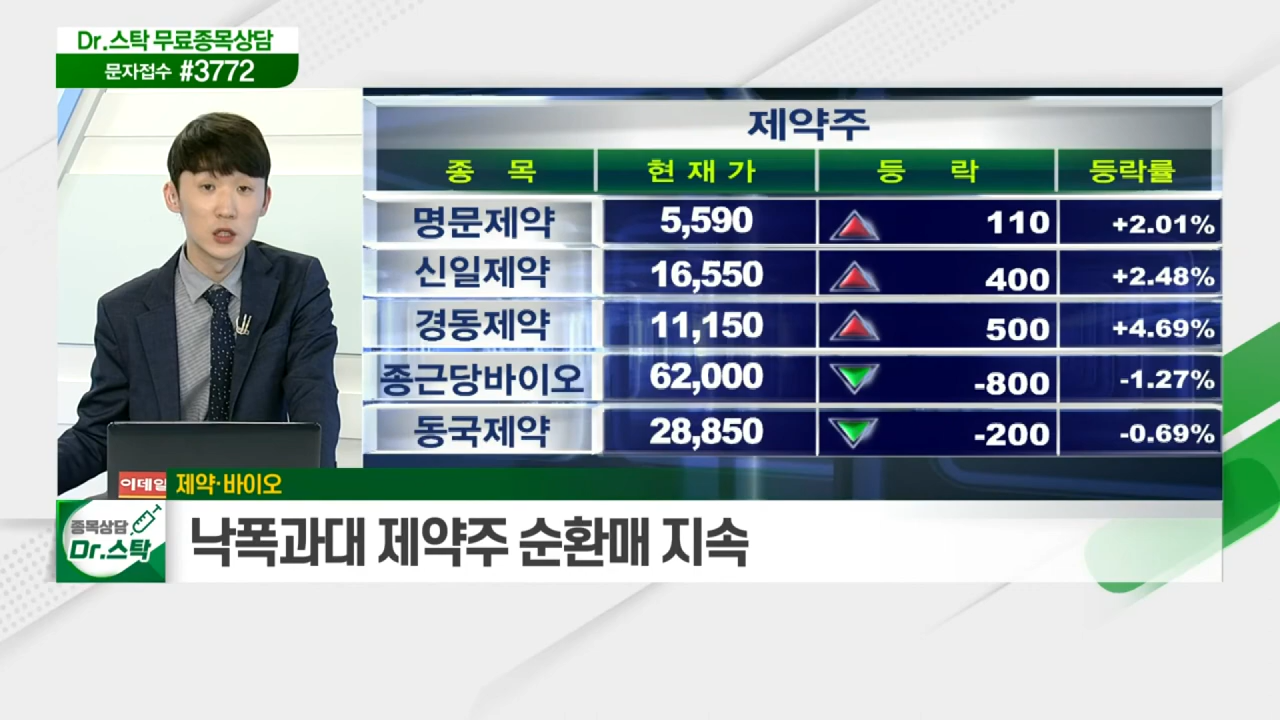 Dr.스탁 무료종목상담
문자접수 #3772
제약주
종 목 현재가 등 락 등락률
명문제약 5,590 110 +2.01%
신일제약 16,550 400 +2.48%
경동제약 11,150 500 +4.69%
종근당바이오 62,000 -800 -1.27%
동국제약 28,850 -200 -0.69%
이데일 제약·바이오
종목상담
Dr.스탁
낙폭과대 제약주 순환매 지속